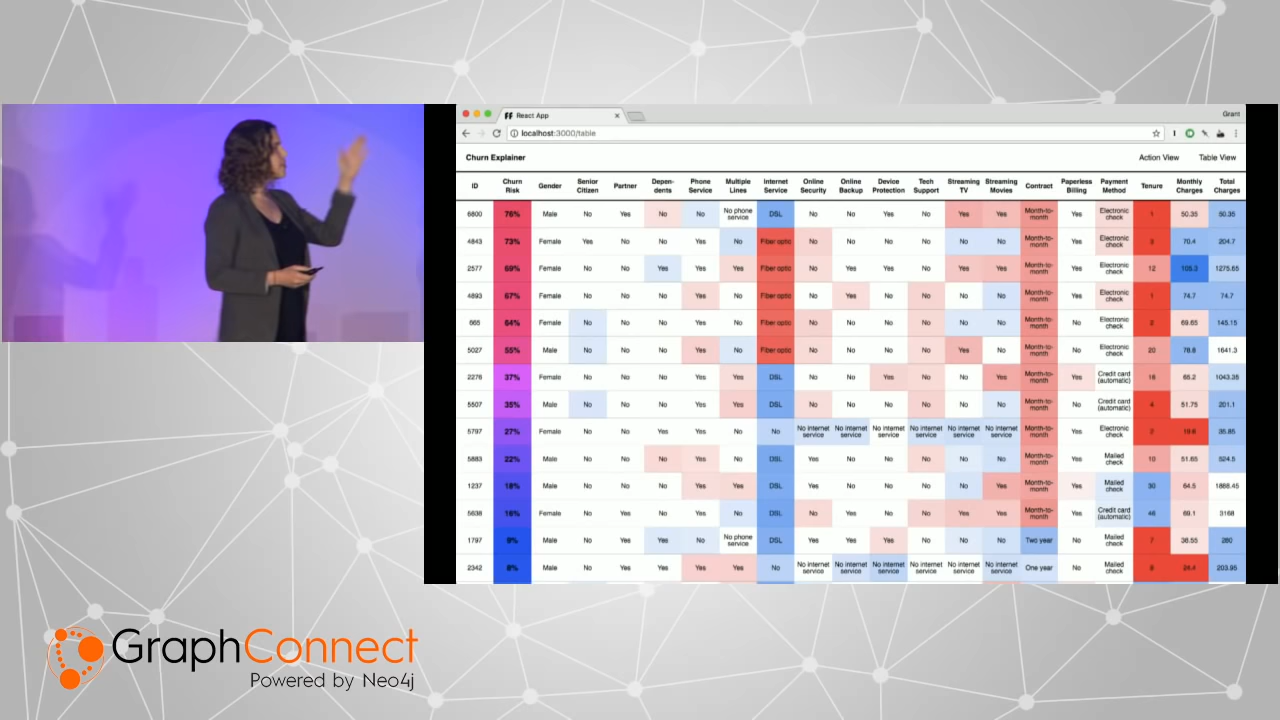 React App
Grant
localhost:3000/table
Churn Explainer Action View Table View
ID Churn Risk Gender Senior Citizen Partner Depen-dents Phone Service Multiple Lines Internet Service Online Security Online Backup Device Protection Tech Support Streaming TV Streaming Movies Contract Paperless Billing Payment Method Tenure Monthly Charges Total Charges
6800 76% Male No Yes No No No phone service DSL No No Yes No Yes Yes Month-to-month Yes Electronic check 1 50.35 50.35
4843 73% Female Yes No No Yes No Fiber optic No No No No No No Month-to-month Yes Electronic check 3 70.4 204.7
2577 69% Female No No Yes Yes Yes Fiber optic No Yes Yes No Yes Yes Month-to-month Yes Electronic check 12 105.3 1275.65
4893 67% Female No No No Yes No Fiber optic No Yes No No No No Month-to-month Yes Electronic check 1 74.7 74.7
665 64% Female No No No Yes No Fiber optic No No No No No No Month-to-month Yes Electronic check 2 69.65 145.15
5027 55% Male No No No Yes No Fiber optic No No No No Yes No Month-to-month No Electronic check 20 78.8 1641.3
2276 37% Female No No No Yes Yes DSL No No Yes No No Yes Month-to-month Yes Credit card (automatic) 16 65.2 1043.35
5507 35% Male No No No Yes Yes DSL No No No No No No Month-to-month No Credit card (automatic) 4 51.75 201.1
5797 27% Female No No Yes Yes No No No internet service No internet service No internet service No internet service No internet service No internet service Month-to-month Yes Electronic check 2 19.6 35.85
5883 22% Male No No No Yes No DSL Yes No No No No No Month-to-month No Mailed check 10 51.65 524.5
1237 18% Male No No No Yes Yes DSL Yes No No No No Yes Month-to-month Yes Mailed check 30 64.5 1888.45
5638 16% Female No Yes No Yes No DSL No Yes No No Yes Yes Month-to-month No Credit card (automatic) 46 69.1 3168
1797 9% Male No Yes Yes No No phone service DSL Yes Yes Yes No No No Two year No Mailed check 7 38.55 280
2342 8% Male No Yes Yes Yes Yes No No internet service No internet service No internet service No internet service No internet service No internet service One year No Mailed check 8 24.4 203.95
GraphConnect
Powered by Neo4j